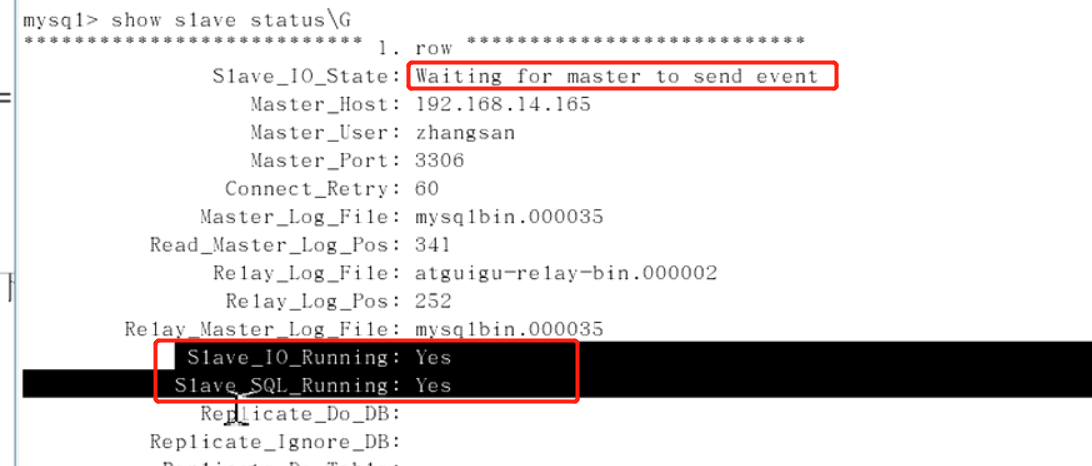 mysql> show slave status\G
*************************** 1. row ***************************
Slave_IO_State: Waiting for master to send event
Master_Host: 192.168.14.165
Master_User: zhangsan
Master_Port: 3306
Connect_Retry: 60
Master_Log_File: mysqlbin.000035
Read_Master_Log_Pos: 341
Relay_Log_File: atguigu-relay-bin.000002
Relay_Log_Pos: 252
Relay_Master_Log_File: mysqlbin.000035
Slave_IO_Running: Yes
Slave_SQL_Running: Yes
Replicate_Do_DB:
Replicate_Ignore_DB: